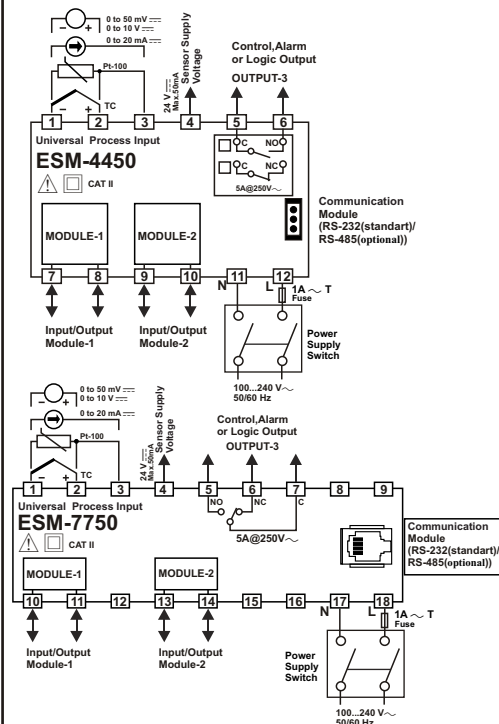 0 to 50 mV
0 to 10 V
0 to 20 mA
Pt-100
TC
24 V
Max.50mA
Sensor Supply
Voltage
Control,Alarm
or Logic Output
OUTPUT-3
1 2 3 4 5 6
Universal Process Input
ESM-4450
CAT II
C NO
C NC
5A@250V
Communication
Module
(RS-232(standart)/
RS-485(optional))
MODULE-1 MODULE-2
7 8 9 10 11 12
N L
1A T
Fuse
Input/Output
Module-1
Input/Output
Module-2
Power
Supply
Switch
100...240 V
50/60 Hz
0 to 50 mV
0 to 10 V
0 to 20 mA
Pt-100
TC
24 V
Max.50mA
Sensor Supply
Voltage
Control,Alarm
or Logic Output
OUTPUT-3
1 2 3 4 5 6 7 8 9
Universal Process Input
NO NC C
ESM-7750
CAT II
5A@250V
Communication
Module
(RS-232(standart)/
RS-485(optional))
MODULE-1 MODULE-2
10 11 12 13 14 15 16 17 18
N L
1A T
Fuse
Input/Output
Module-1
Input/Output
Module-2
Power
Supply
Switch
100...240 V
50/60 Hz